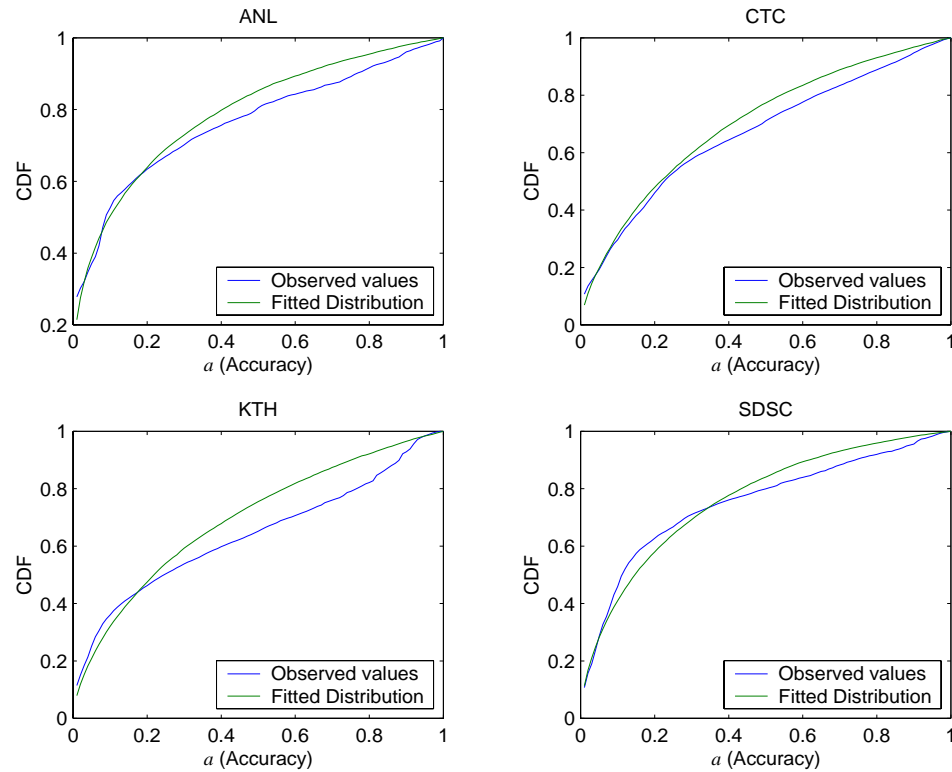 ANL
CDF
1
0.8
0.6
0.4
0.2
0 0.2 0.4 0.6 0.8 1
a (Accuracy)
Observed values
Fitted Distribution
CTC
CDF
1
0.8
0.6
0.4
0.2
0
0 0.2 0.4 0.6 0.8 1
a (Accuracy)
Observed values
Fitted Distribution
KTH
CDF
1
0.8
0.6
0.4
0.2
0
0 0.2 0.4 0.6 0.8 1
a (Accuracy)
Observed values
Fitted Distribution
SDSC
CDF
1
0.8
0.6
0.4
0.2
0
0 0.2 0.4 0.6 0.8 1
a (Accuracy)
Observed values
Fitted Distribution